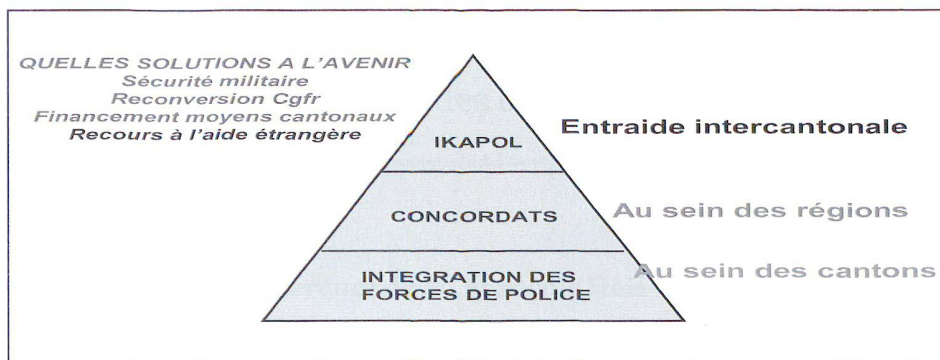 QUELLES SOLUTIONS A L'AVENIR
Sécurité militaire
Reconversion Cgfr
Financement moyens cantonaux
Recours à l'aide étrangère
IKAPOL
Entraide intercantonale
CONCORDATS
Au sein des régions
INTEGRATION DES
FORCES DE POLICE
Au sein des cantons